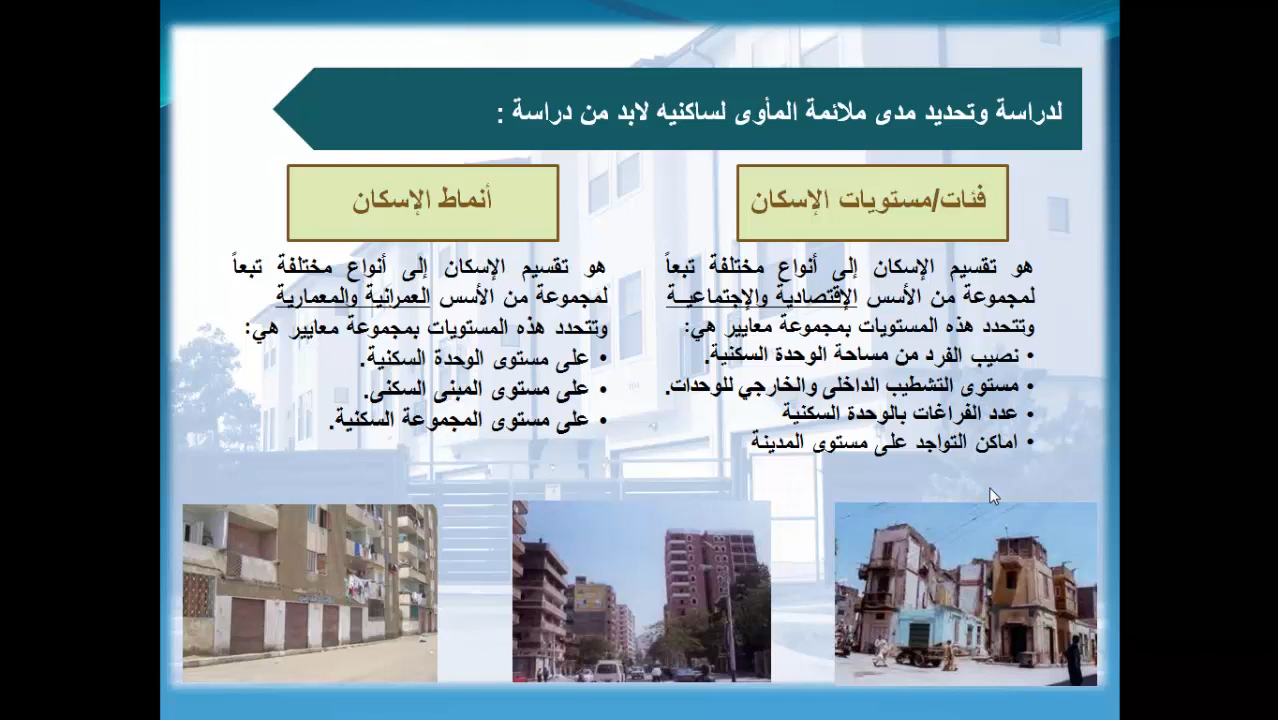 لدراسة وتحديد مدى ملائمة المأوى لساكنيه لابد من دراسة :
فئات/مستويات الإسكان
هو تقسيم الإسكان إلى أنواع مختلفة تبعاً
لمجموعة من الأسس الإقتصادية والإجتماعيـة
وتتحدد هذه المستويات بمجموعة معايير هي:
• نصيب الفرد من مساحة الوحدة السكنية.
• مستوى التشطيب الداخلى والخارجي للوحدات.
• عدد الفراغات بالوحدة السكنية
• اماكن التواجد على مستوى المدينة
أنماط الإسكان
هو تقسيم الإسكان إلى أنواع مختلفة تبعاً
لمجموعة من الأسس العمرانية والمعمارية
وتتحدد هذه المستويات بمجموعة معايير هي:
• على مستوى الوحدة السكنية.
• على مستوى المبنى السكنى.
• على مستوى المجموعة السكنية.